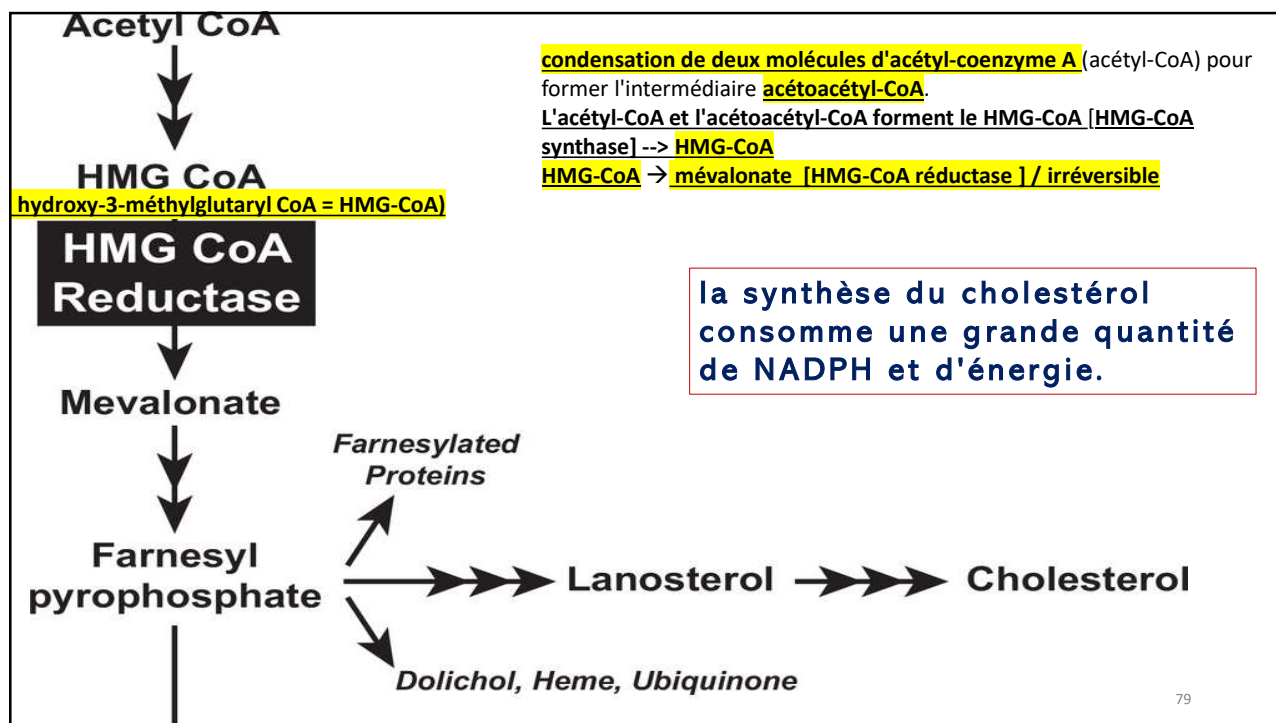 Acetyl CoA
condensation de deux molécules d'acétyl-coenzyme A (acétyl-CoA) pour
former l'intermédiaire acétoacétyl-CoA.
L'acétyl-CoA et l'acétoacétyl-CoA forment le HMG-CoA [HMG-CoA
synthase] --> HMG-CoA
HMG-CoA → mévalonate [HMG-CoA réductase ] / irréversible
HMG CoA
hydroxy-3-méthylglutaryl CoA = HMG-CoA)
HMG CoA
Reductase
la synthèse du cholestérol
consomme une grande quantité
de NADPH et d'énergie.
Mevalonate
Farnesylated
Proteins
Farnesyl
pyrophosphate
Lanosterol
Cholesterol
Dolichol, Heme, Ubiquinone
79